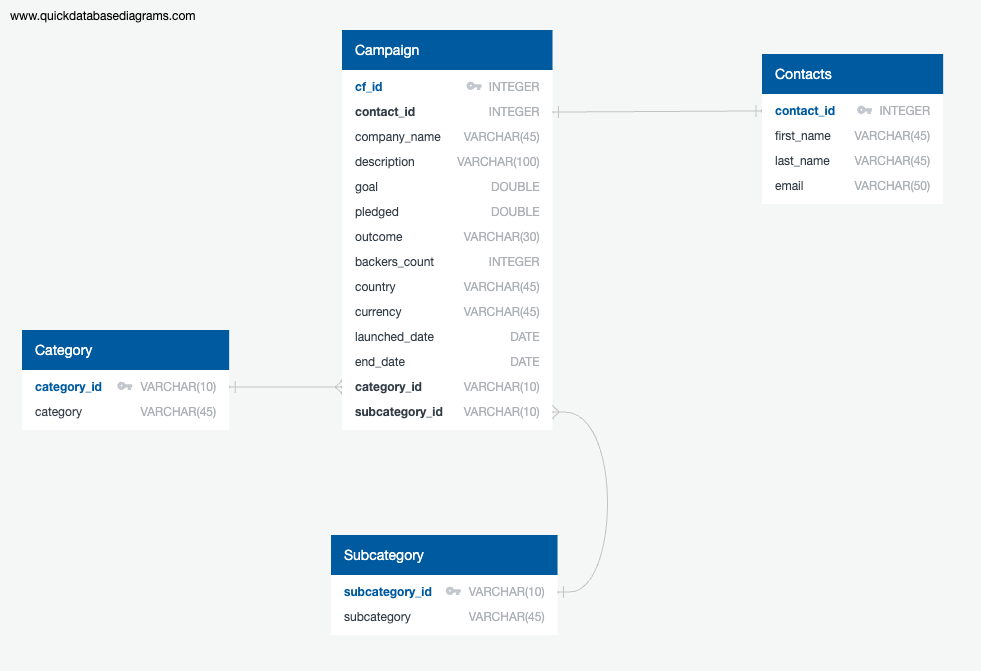 www.quickdatabasediagrams.com
Campaign
cf_id INTEGER
contact_id INTEGER
company_name VARCHAR(45)
description VARCHAR(100)
goal DOUBLE
pledged DOUBLE
outcome VARCHAR(30)
backers_count INTEGER
country VARCHAR(45)
currency VARCHAR(45)
launched_date DATE
end_date DATE
category_id VARCHAR(10)
subcategory_id VARCHAR(10)
Contacts
contact_id INTEGER
first_name VARCHAR(45)
last_name VARCHAR(45)
email VARCHAR(50)
Category
category_id VARCHAR(10)
category VARCHAR(45)
Subcategory
subcategory_id VARCHAR(10)
subcategory VARCHAR(45)